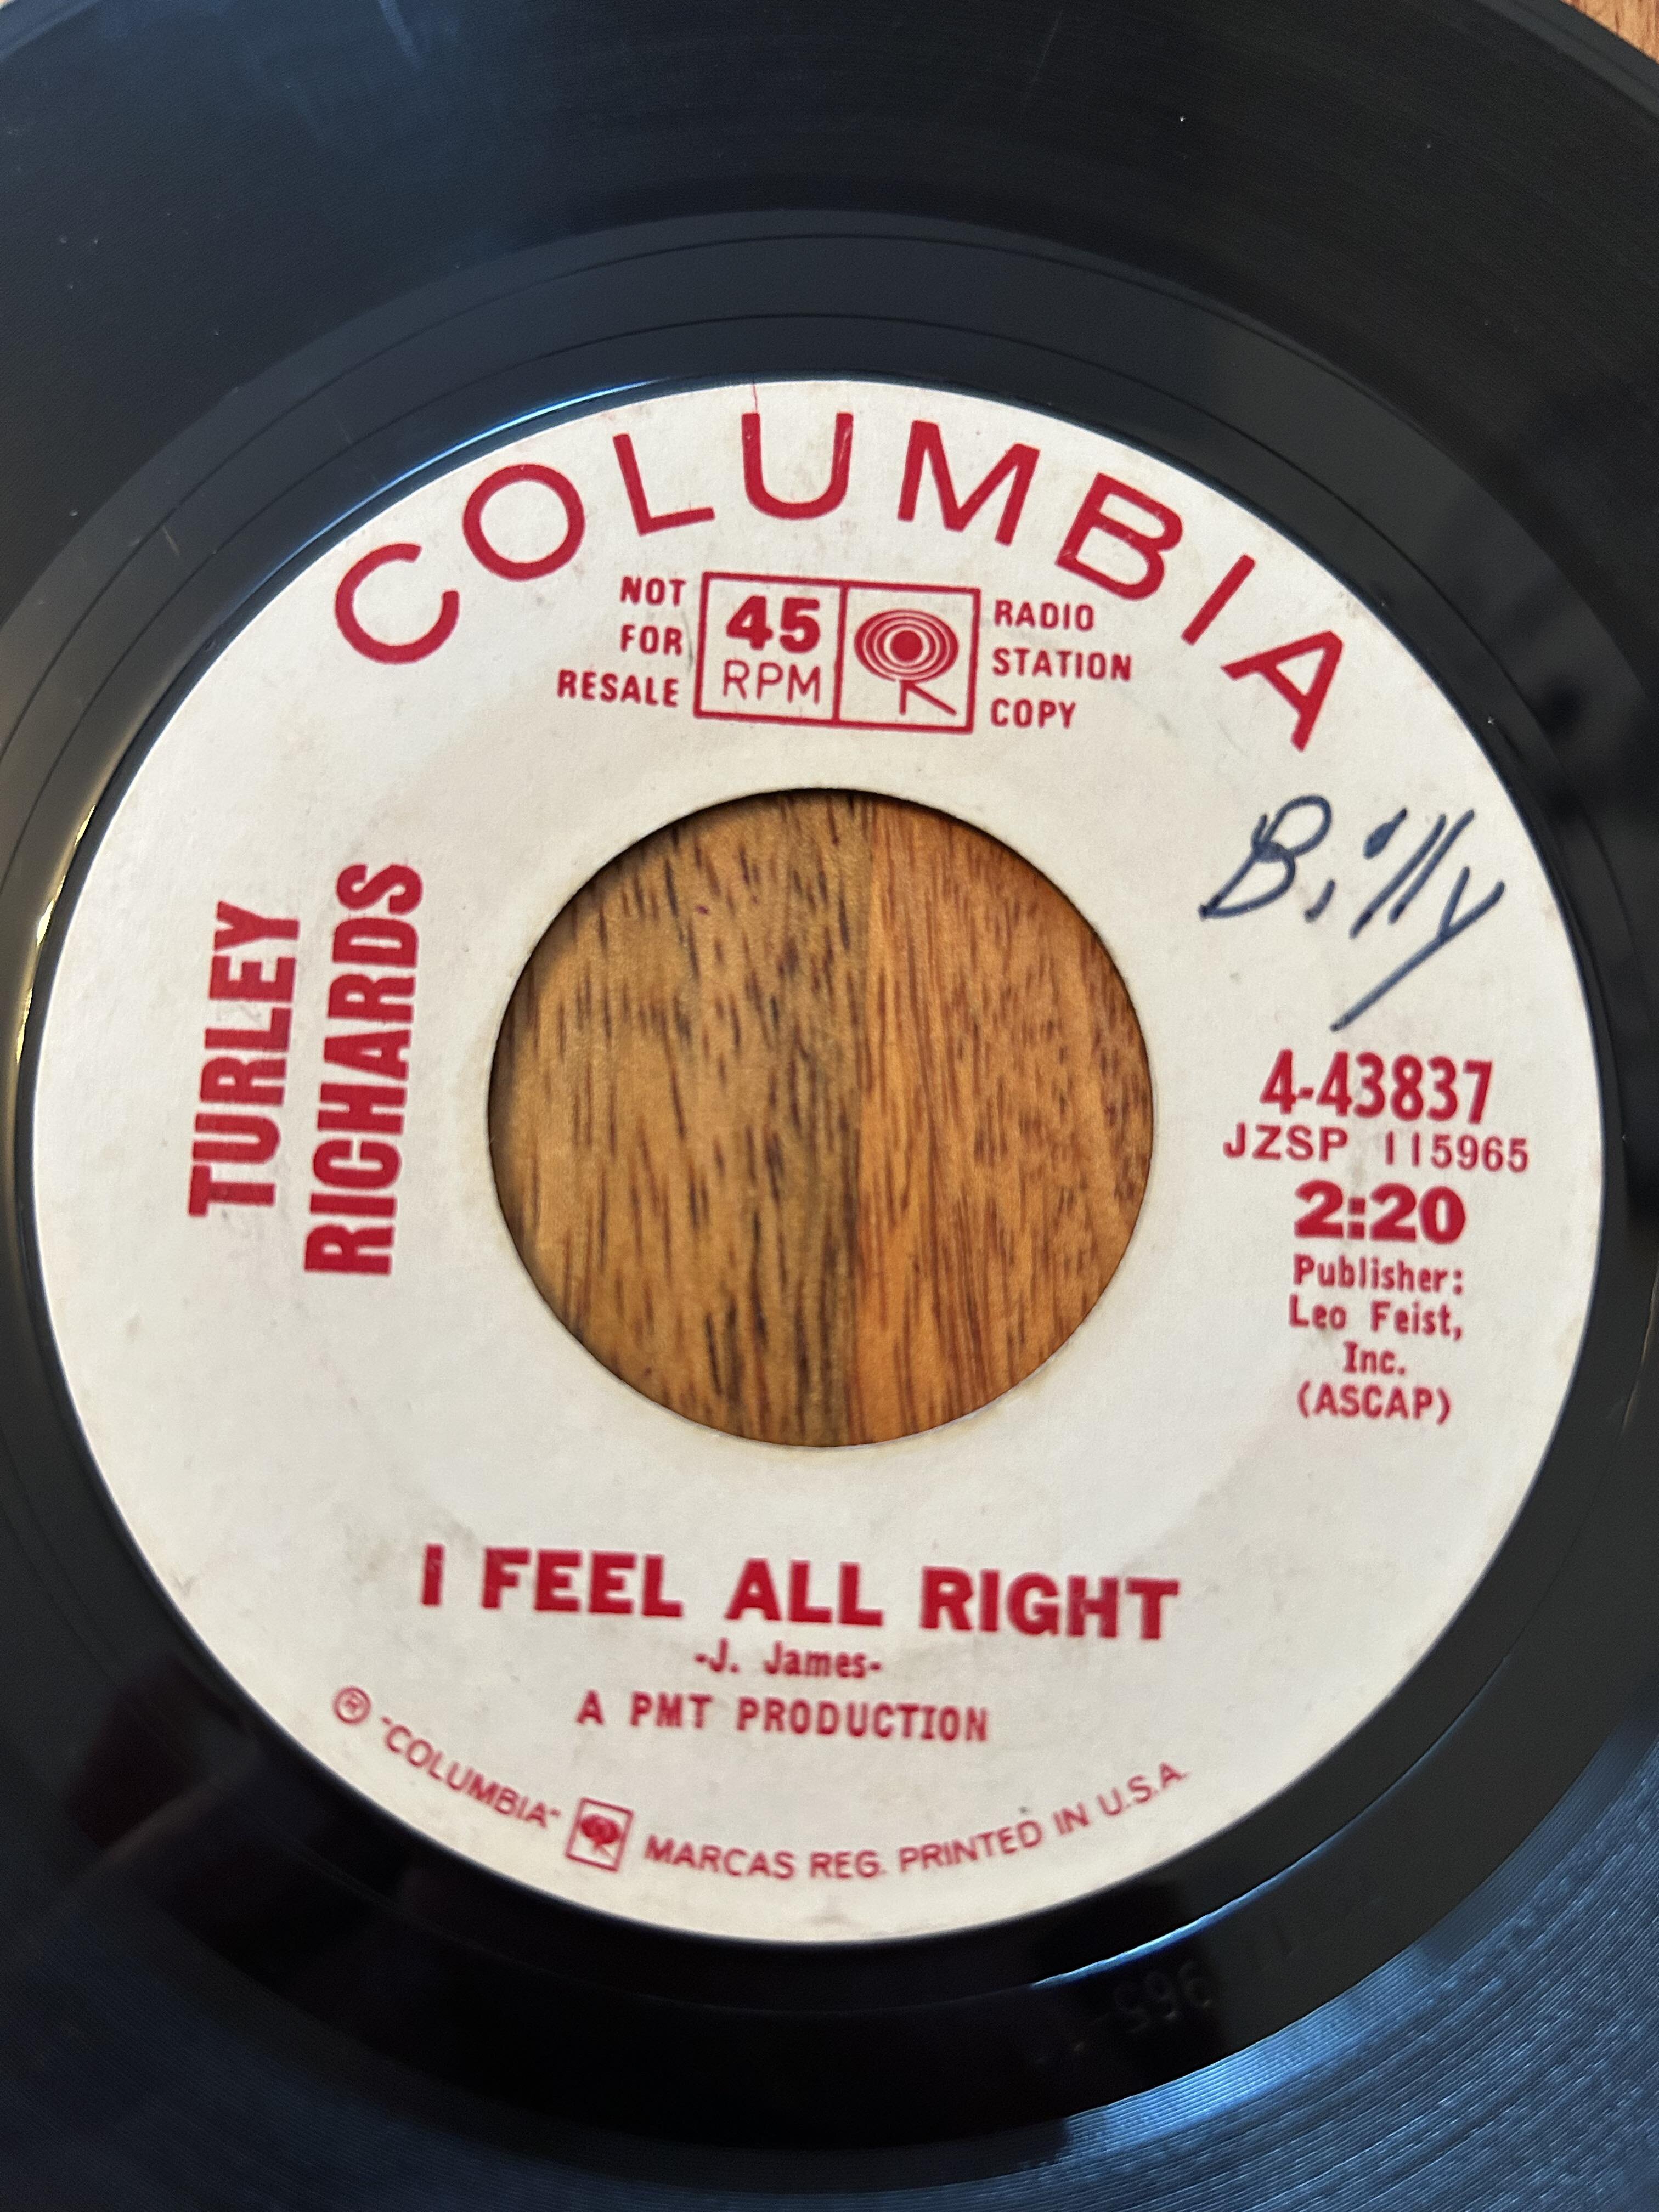 COLUMBIA
NOT
FOR
RESALE
45
RPM
RADIO
STATION
COPY
Billy
TURLEY
RICHARDS
4-43837
JZSP 115965
2:20
Publisher:
Leo Feist,
Inc.
(ASCAP)
I FEEL ALL RIGHT
-J. James-
A PMT PRODUCTION
® "COLUMBIA" MARCAS REG. PRINTED IN U.S.A.